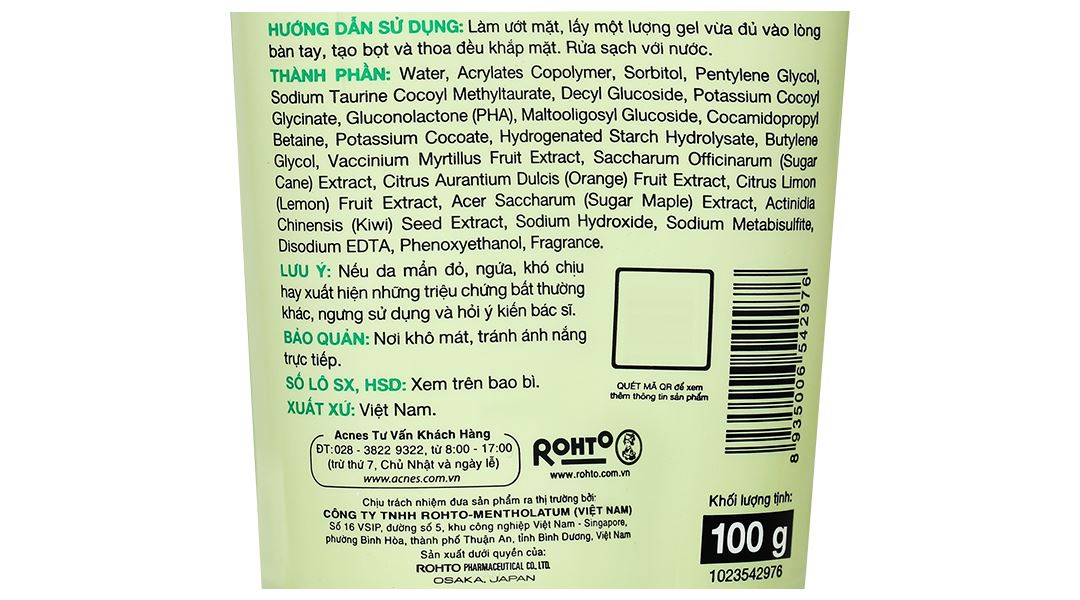 HƯỚNG DẪN SỬ DỤNG: Làm ướt mặt, lấy một lượng gel vừa đủ vào lòng
bàn tay, tạo bọt và thoa đều khắp mặt. Rửa sạch với nước.
THÀNH PHẦN: Water, Acrylates Copolymer, Sorbitol, Pentylene Glycol,
Sodium Taurine Cocoyl Methyltaurate, Decyl Glucoside, Potassium Cocoyl
Glycinate, Gluconolactone (PHA), Maltooligosyl Glucoside, Cocamidopropyl
Betaine, Potassium Cocoate, Hydrogenated Starch Hydrolysate, Butylene
Glycol, Vaccinium Myrtillus Fruit Extract, Saccharum Officinarum (Sugar
Cane) Extract, Citrus Aurantium Dulcis (Orange) Fruit Extract, Citrus Limon
(Lemon) Fruit Extract, Acer Saccharum (Sugar Maple) Extract, Actinidia
Chinensis (Kiwi) Seed Extract, Sodium Hydroxide, Sodium Metabisulfite,
Disodium EDTA, Phenoxyethanol, Fragrance.
LƯU Ý: Nếu da mẩn đỏ, ngứa, khó chịu
hay xuất hiện những triệu chứng bất thường
khác, ngưng sử dụng và hỏi ý kiến bác sĩ.
BẢO QUẢN: Nơi khô mát, tránh ánh nắng
trực tiếp.
SỐ LÔ SX, HSD: Xem trên bao bì.
XUẤT XỨ: Việt Nam.
QUÉT MÃ QR để xem
thêm thông tin sản phẩm
8 935006 542976
Acnes Tư Vấn Khách Hàng
ĐT:028 - 3822 9322, từ 8:00 - 17:00
(trừ thứ 7, Chủ Nhật và ngày lễ)
www.acnes.com.vn
ROHTO
www.rohto.com.vn
Chịu trách nhiệm đưa sản phẩm ra thị trường bởi:
CÔNG TY TNHH ROHTO-MENTHOLATUM (VIỆT NAM)
Số 16 VSIP, đường số 5, khu công nghiệp Việt Nam - Singapore,
phường Bình Hòa, thành phố Thuận An, tỉnh Bình Dương, Việt Nam
Sản xuất dưới quyền của:
ROHTO PHARMACEUTICAL CO., LTD.
OSAKA, JAPAN
Khối lượng tịnh:
100 g
1023542976